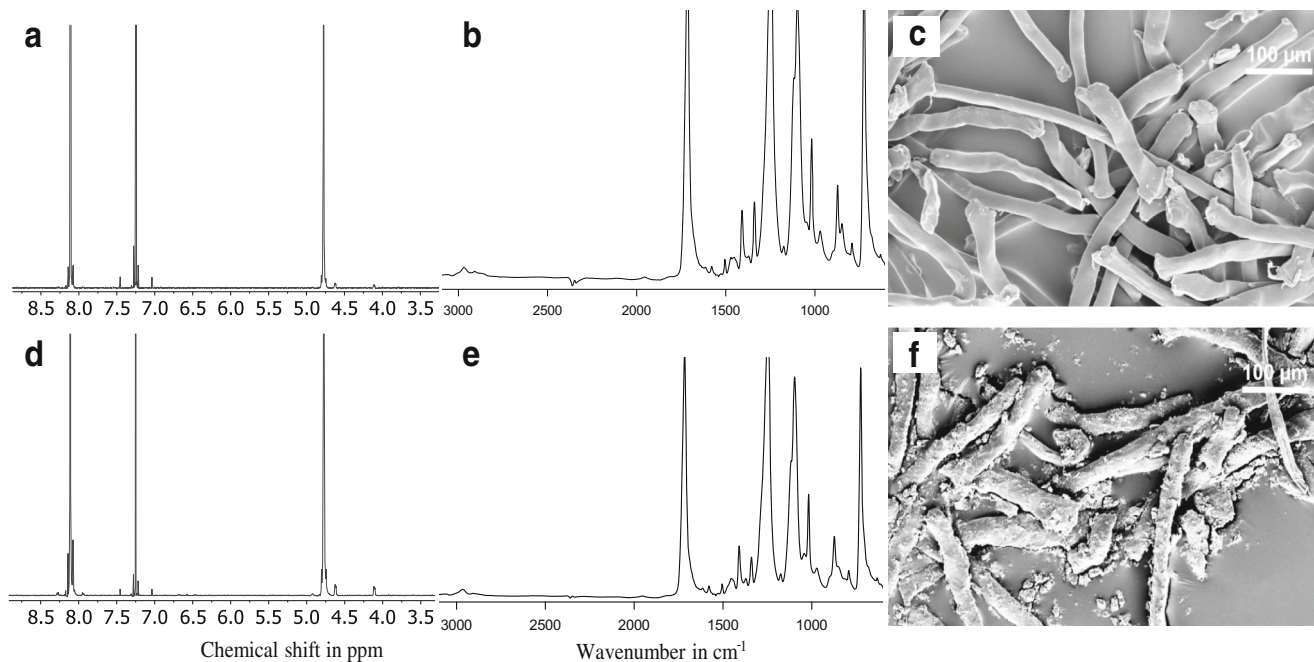 a
8.5 8.0 7.5 7.0 6.5 6.0 5.5 5.0 4.5 4.0 3.5
b
3000 2500 2000 1500 1000
c
100 µm
d
8.5 8.0 7.5 7.0 6.5 6.0 5.5 5.0 4.5 4.0 3.5
Chemical shift in ppm
e
3000 2500 2000 1500 1000
Wavenumber in cm⁻¹
f
100 µm